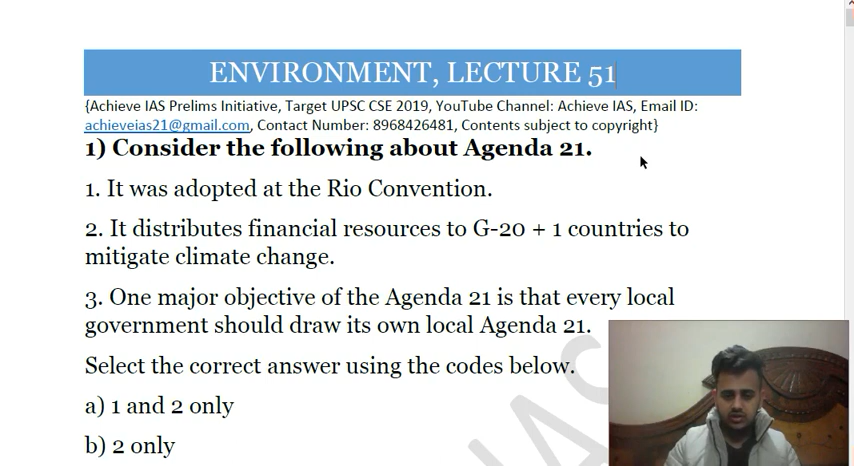 ENVIRONMENT, LECTURE 51
{Achieve IAS Prelims Initiative, Target UPSC CSE 2019, YouTube Channel: Achieve IAS, Email ID:
achieveias21@gmail.com, Contact Number: 8968426481, Contents subject to copyright}
1) Consider the following about Agenda 21.
1. It was adopted at the Rio Convention.
2. It distributes financial resources to G-20 + 1 countries to
mitigate climate change.
3. One major objective of the Agenda 21 is that every local
government should draw its own local Agenda 21.
Select the correct answer using the codes below.
a) 1 and 2 only
b) 2 only
IAS